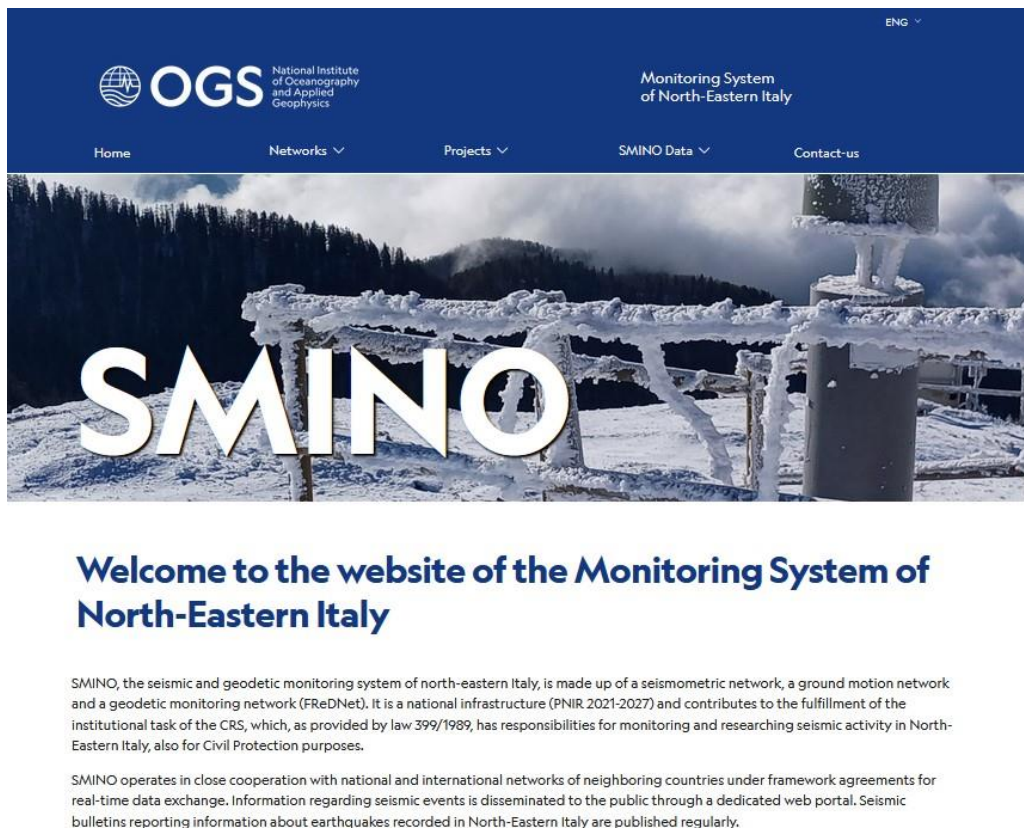 ENG
OGS
National Institute
of Oceanography
and Applied
Geophysics
Monitoring System
of North-Eastern Italy
Home
Networks
Projects
SMINO Data
Contact-us
SMINO
Welcome to the website of the Monitoring System of
North-Eastern Italy
SMINO, the seismic and geodetic monitoring system of north-eastern Italy, is made up of a seismometric network, a ground motion network
and a geodetic monitoring network (FReDNet). It is a national infrastructure (PNIR 2021-2027) and contributes to the fulfillment of the
institutional task of the CRS, which, as provided by law 399/1989, has responsibilities for monitoring and researching seismic activity in North-
Eastern Italy, also for Civil Protection purposes.
SMINO operates in close cooperation with national and international networks of neighboring countries under framework agreements for
real-time data exchange. Information regarding seismic events is disseminated to the public through a dedicated web portal. Seismic
bulletins reporting information about earthquakes recorded in North-Eastern Italy are published regularly.